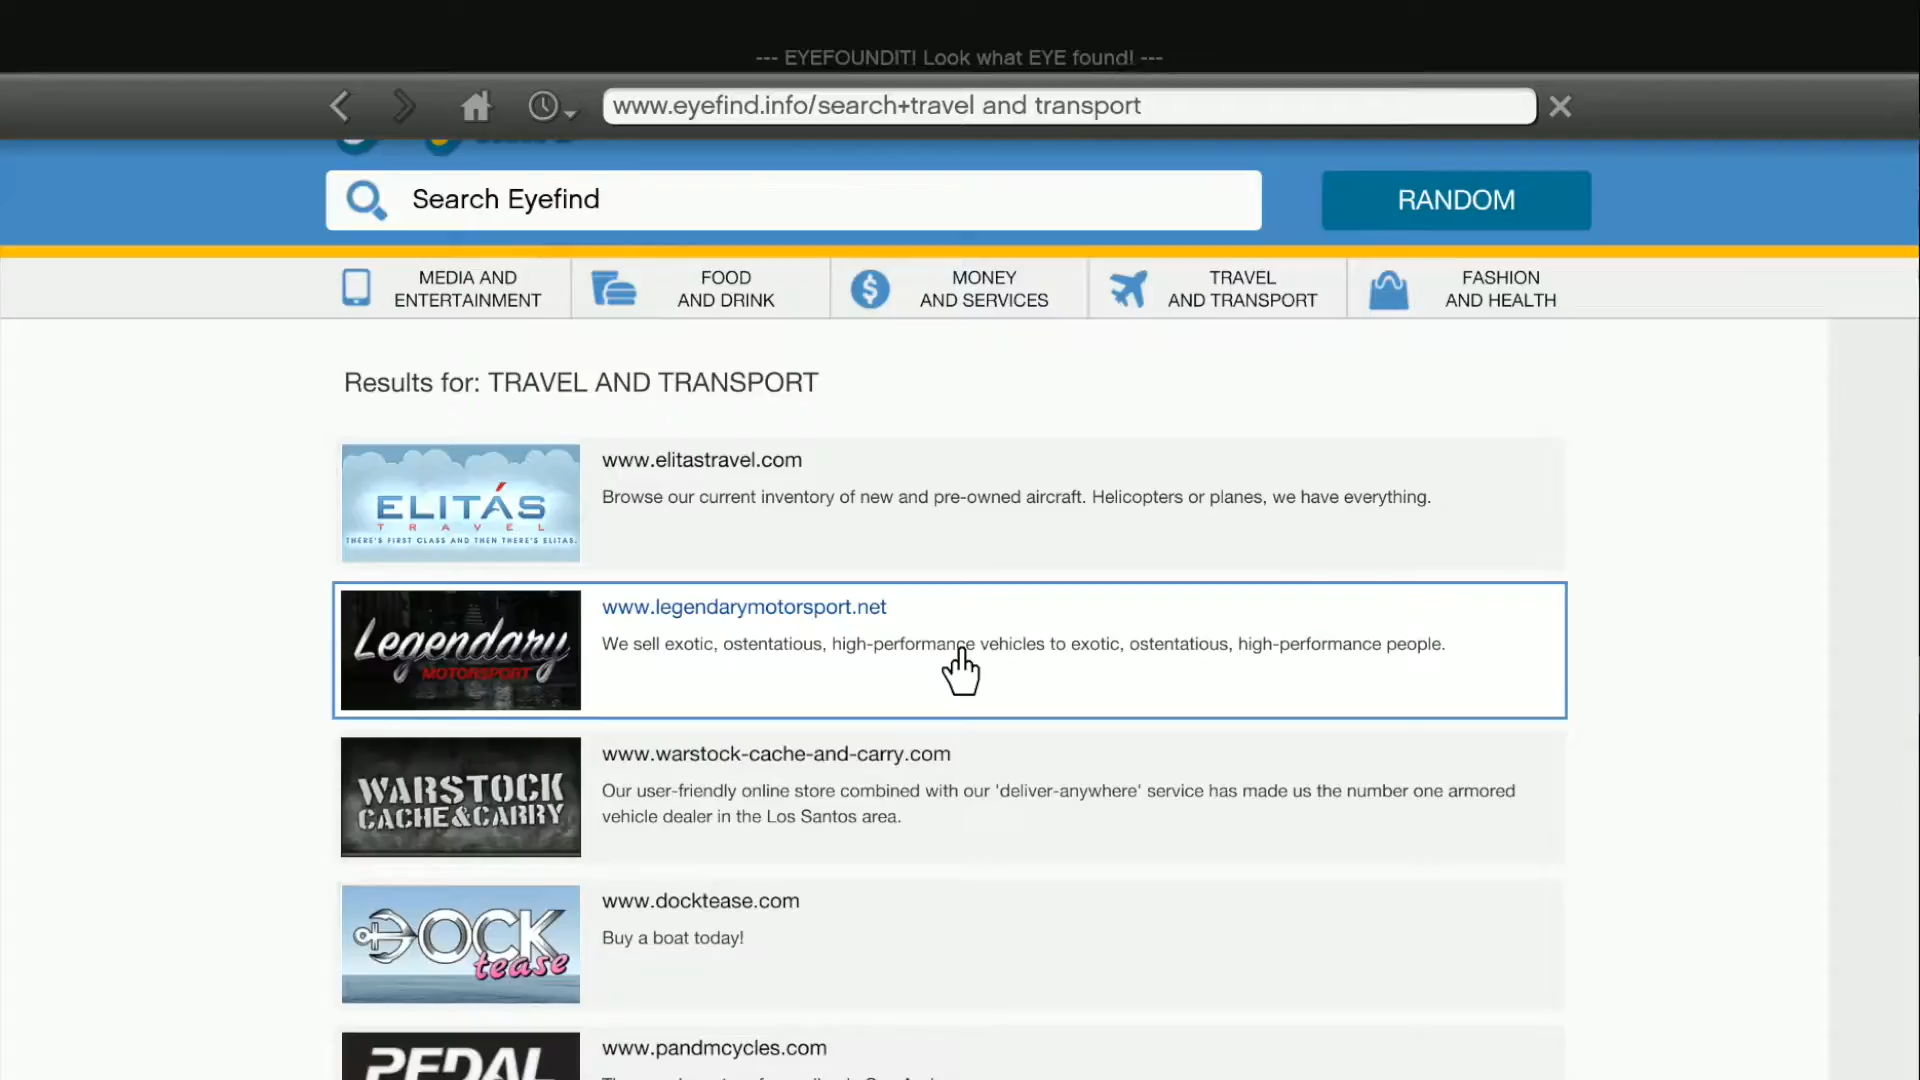 --- EYEFOUNDIT! Look what EYE found! ---
www.eyefind.info/search+travel and transport
Search Eyefind
RANDOM
MEDIA AND
ENTERTAINMENT
FOOD
AND DRINK
MONEY
AND SERVICES
TRAVEL
AND TRANSPORT
FASHION
AND HEALTH
Results for: TRAVEL AND TRANSPORT
ELITÁS
TRAVEL
THERE'S FIRST CLASS AND THEN THERE'S ELITAS.
www.elitastravel.com
Browse our current inventory of new and pre-owned aircraft. Helicopters or planes, we have everything.
Legendary
MOTORSPORT
www.legendarymotorsport.net
We sell exotic, ostentatious, high-performance vehicles to exotic, ostentatious, high-performance people.
WARSTOCK
CACHE&CARRY
www.warstock-cache-and-carry.com
Our user-friendly online store combined with our 'deliver-anywhere' service has made us the number one armored
vehicle dealer in the Los Santos area.
DOCK
tease
www.docktease.com
Buy a boat today!
PEDAL
www.pandmcycles.com